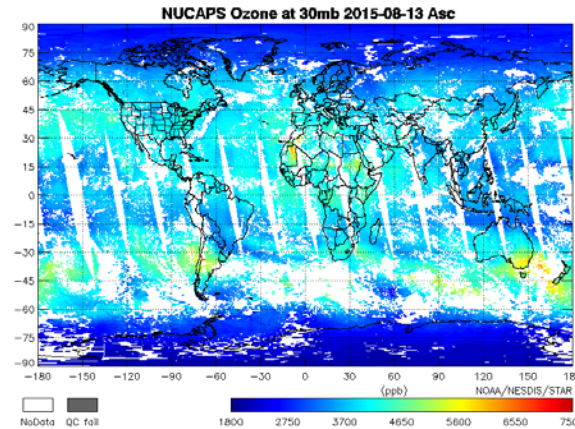 NUCAPS Ozone at 30mb 2015-08-13 Asc
90
75
60
45
30
15
0
-15
-30
-45
-60
-75
-90
-180 -150 -120 -90 -60 -30 0 30 60 90 120 150 180
(ppb) NOAA/NESDIS/STAR
NoData QC fail
1800 2750 3700 4650 5600 6550 750